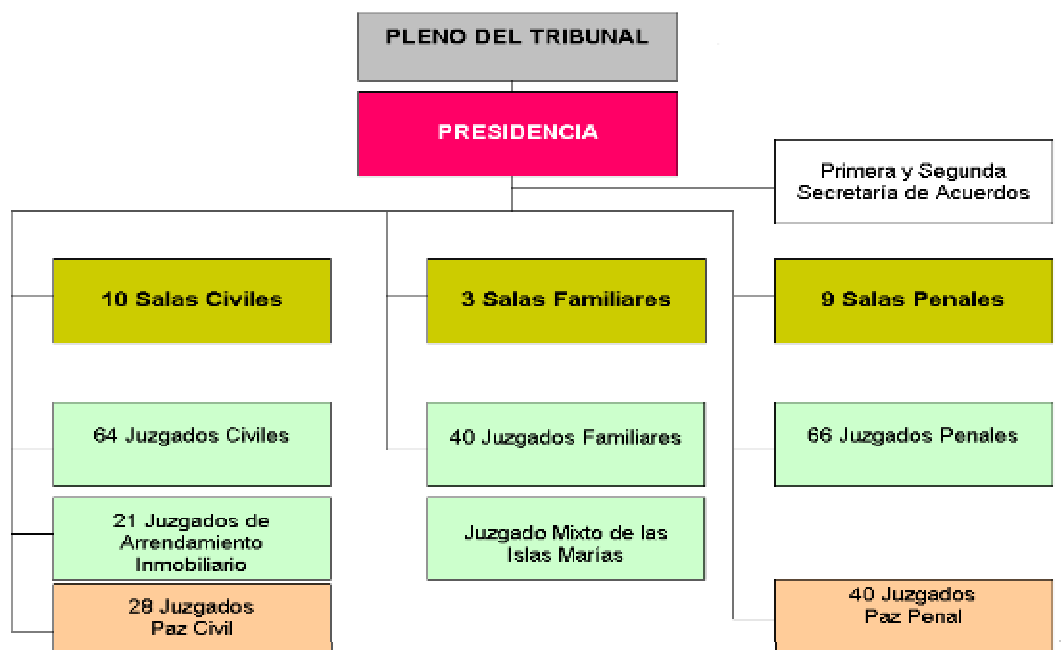 PLENO DEL TRIBUNAL
PRESIDENCIA
Primera y Segunda
Secretaría de Acuerdos
10 Salas Civiles
3 Salas Familiares
9 Salas Penales
64 Juzgados Civiles
40 Juzgados Familiares
66 Juzgados Penales
21 Juzgados de
Arrendamiento
Inmobiliario
Juzgado Mixto de las
Islas Marías
28 Juzgados
Paz Civil
40 Juzgados
Paz Penal